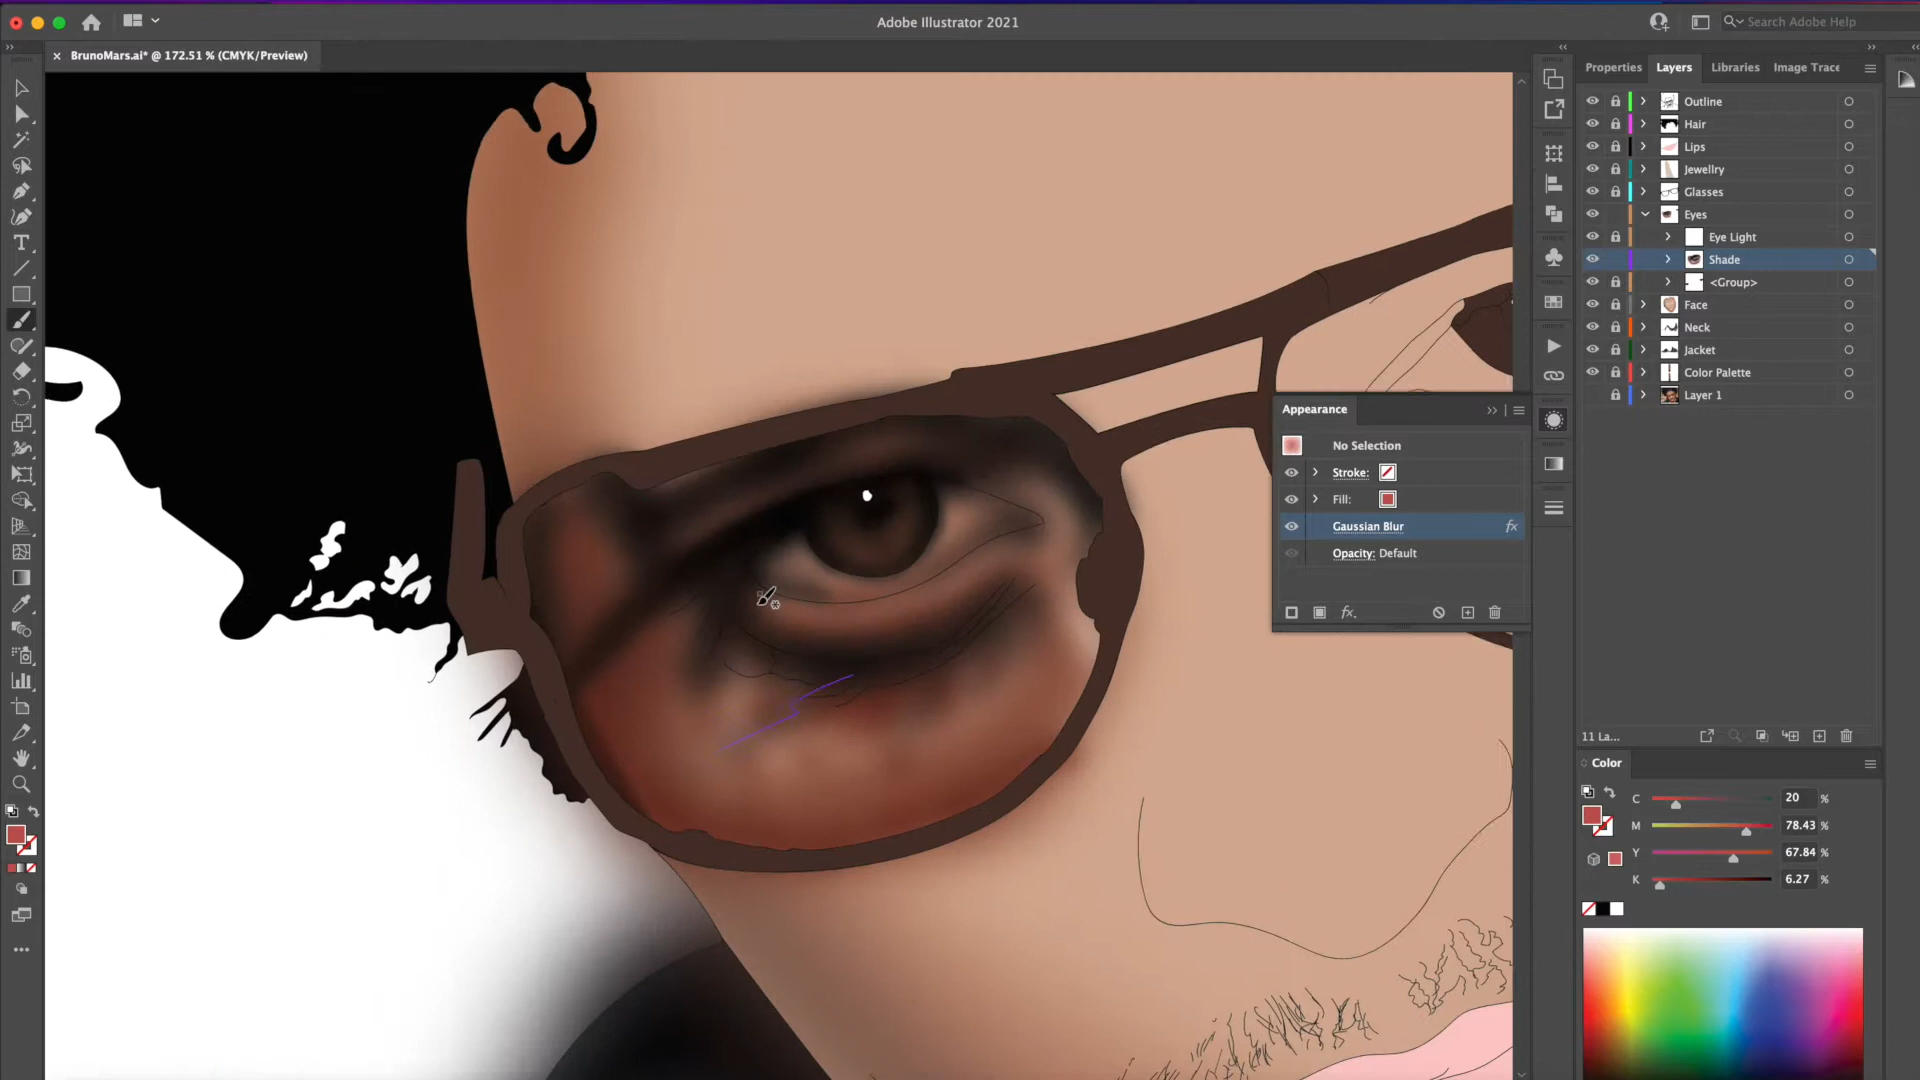 Adobe Illustrator 2021
Search Adobe Help
BrunoMars.ai* @ 172.51 % (CMYK/Preview)
Properties
Layers
Libraries
Image Trace
Outline
Hair
Lips
Jewellry
Glasses
Eyes
Eye Light
Shade
<Group>
Face
Neck
Jacket
Color Palette
Layer 1
Appearance
No Selection
Stroke:
Fill:
Gaussian Blur
fx
Opacity: Default
fx.
11 La...
Color
C 20 %
M 78.43 %
Y 67.84 %
K 6.27 %